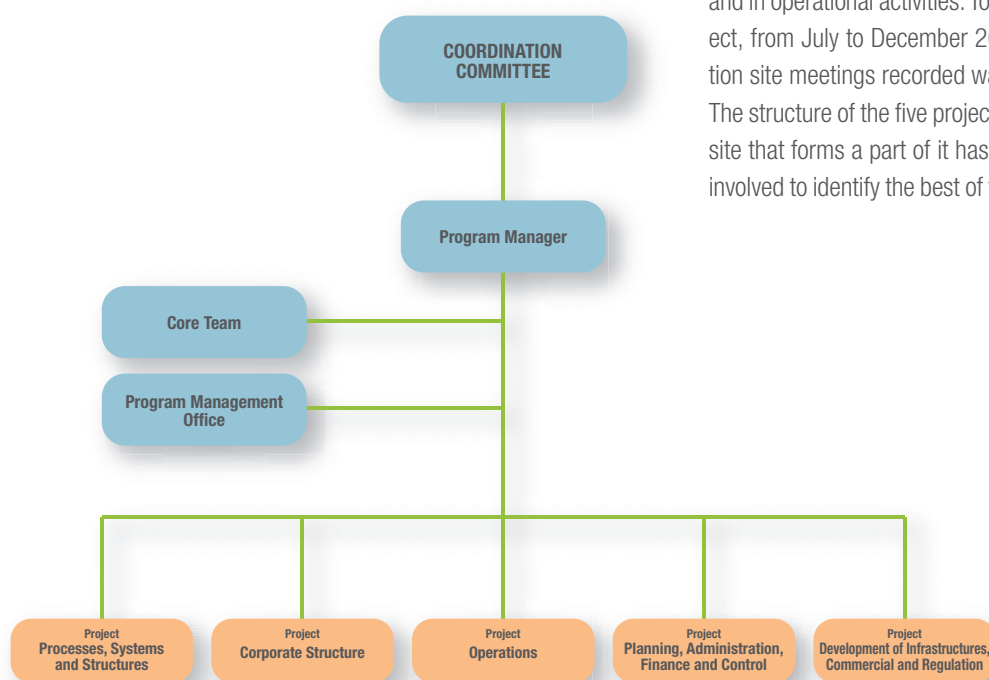 and in operational activities. To
ect, from July to December 20
tion site meetings recorded wa
The structure of the five projec
site that forms a part of it has
involved to identify the best of
COORDINATION
COMMITTEE
Program Manager
Core Team
Program Management
Office
Project
Processes, Systems
and Structures
Project
Corporate Structure
Project
Operations
Project
Planning, Administration,
Finance and Control
Project
Development of Infrastructures,
Commercial and Regulation